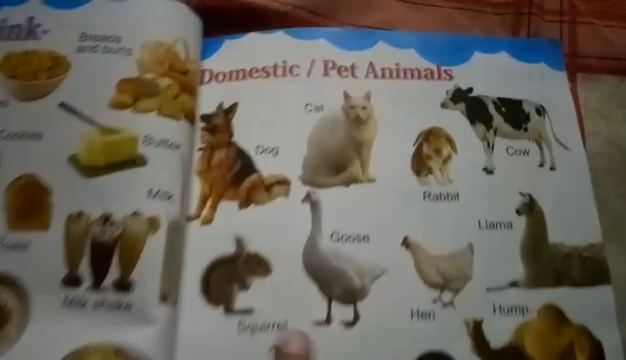 ink-
Breads
and buns
Cookies
Butter
Milk
Toast
Milk shake
Domestic / Pet Animals
Cat
Dog
Cow
Rabbit
Llama
Goose
Squirrel
Hen
Hump